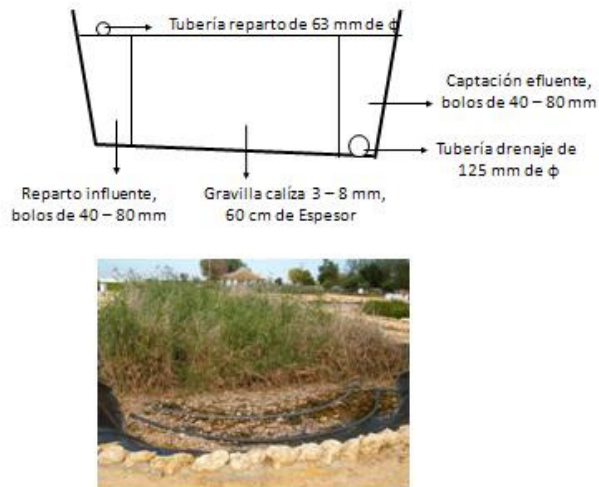 Tubería reparto de 63 mm de ϕ
Captación efluente,
bolos de 40 – 80 mm
Tubería drenaje de
125 mm de ϕ
Reparto influente,
bolos de 40 – 80 mm
Gravilla calíza 3 – 8 mm,
60 cm de Espesor